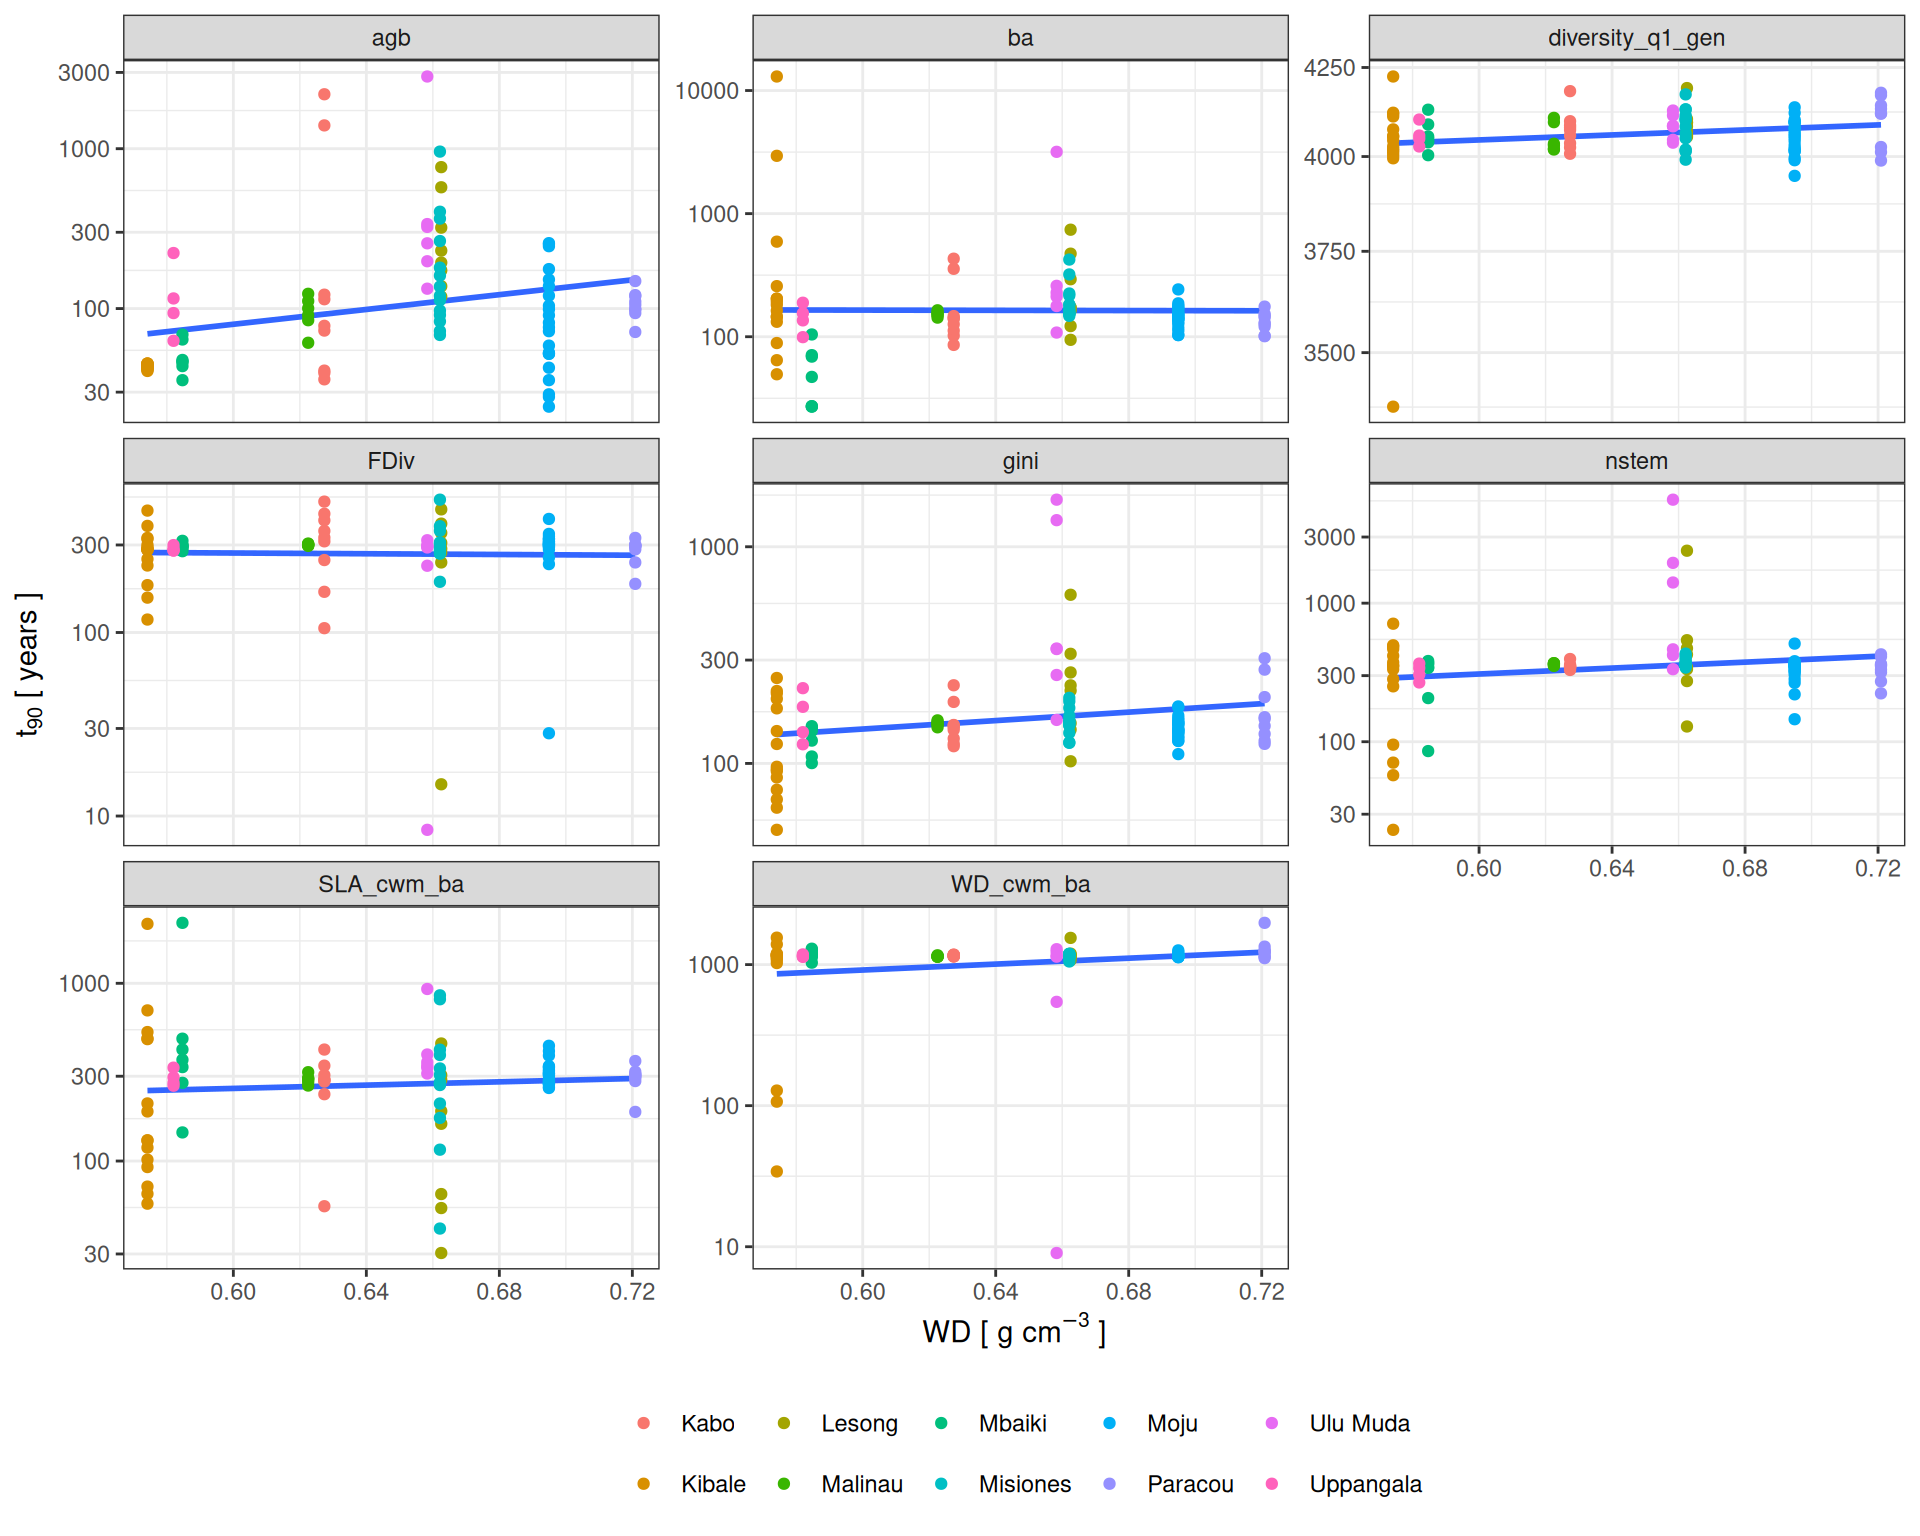 agb
ba
diversity_q1_gen
3000
1000
300
100
30
10000
1000
100
4250
4000
3750
3500
FDiv
gini
nstem
300
100
30
10
1000
300
100
3000
1000
300
100
30
0.60 0.64 0.68 0.72
SLA_cwm_ba
WD_cwm_ba
1000
300
100
30
1000
100
10
0.60 0.64 0.68 0.72
0.60 0.64 0.68 0.72
t90 [ years ]
WD [ g cm−3 ]
Kabo Lesong Mbaiki Moju Ulu Muda
Kibale Malinau Misiones Paracou Uppangala